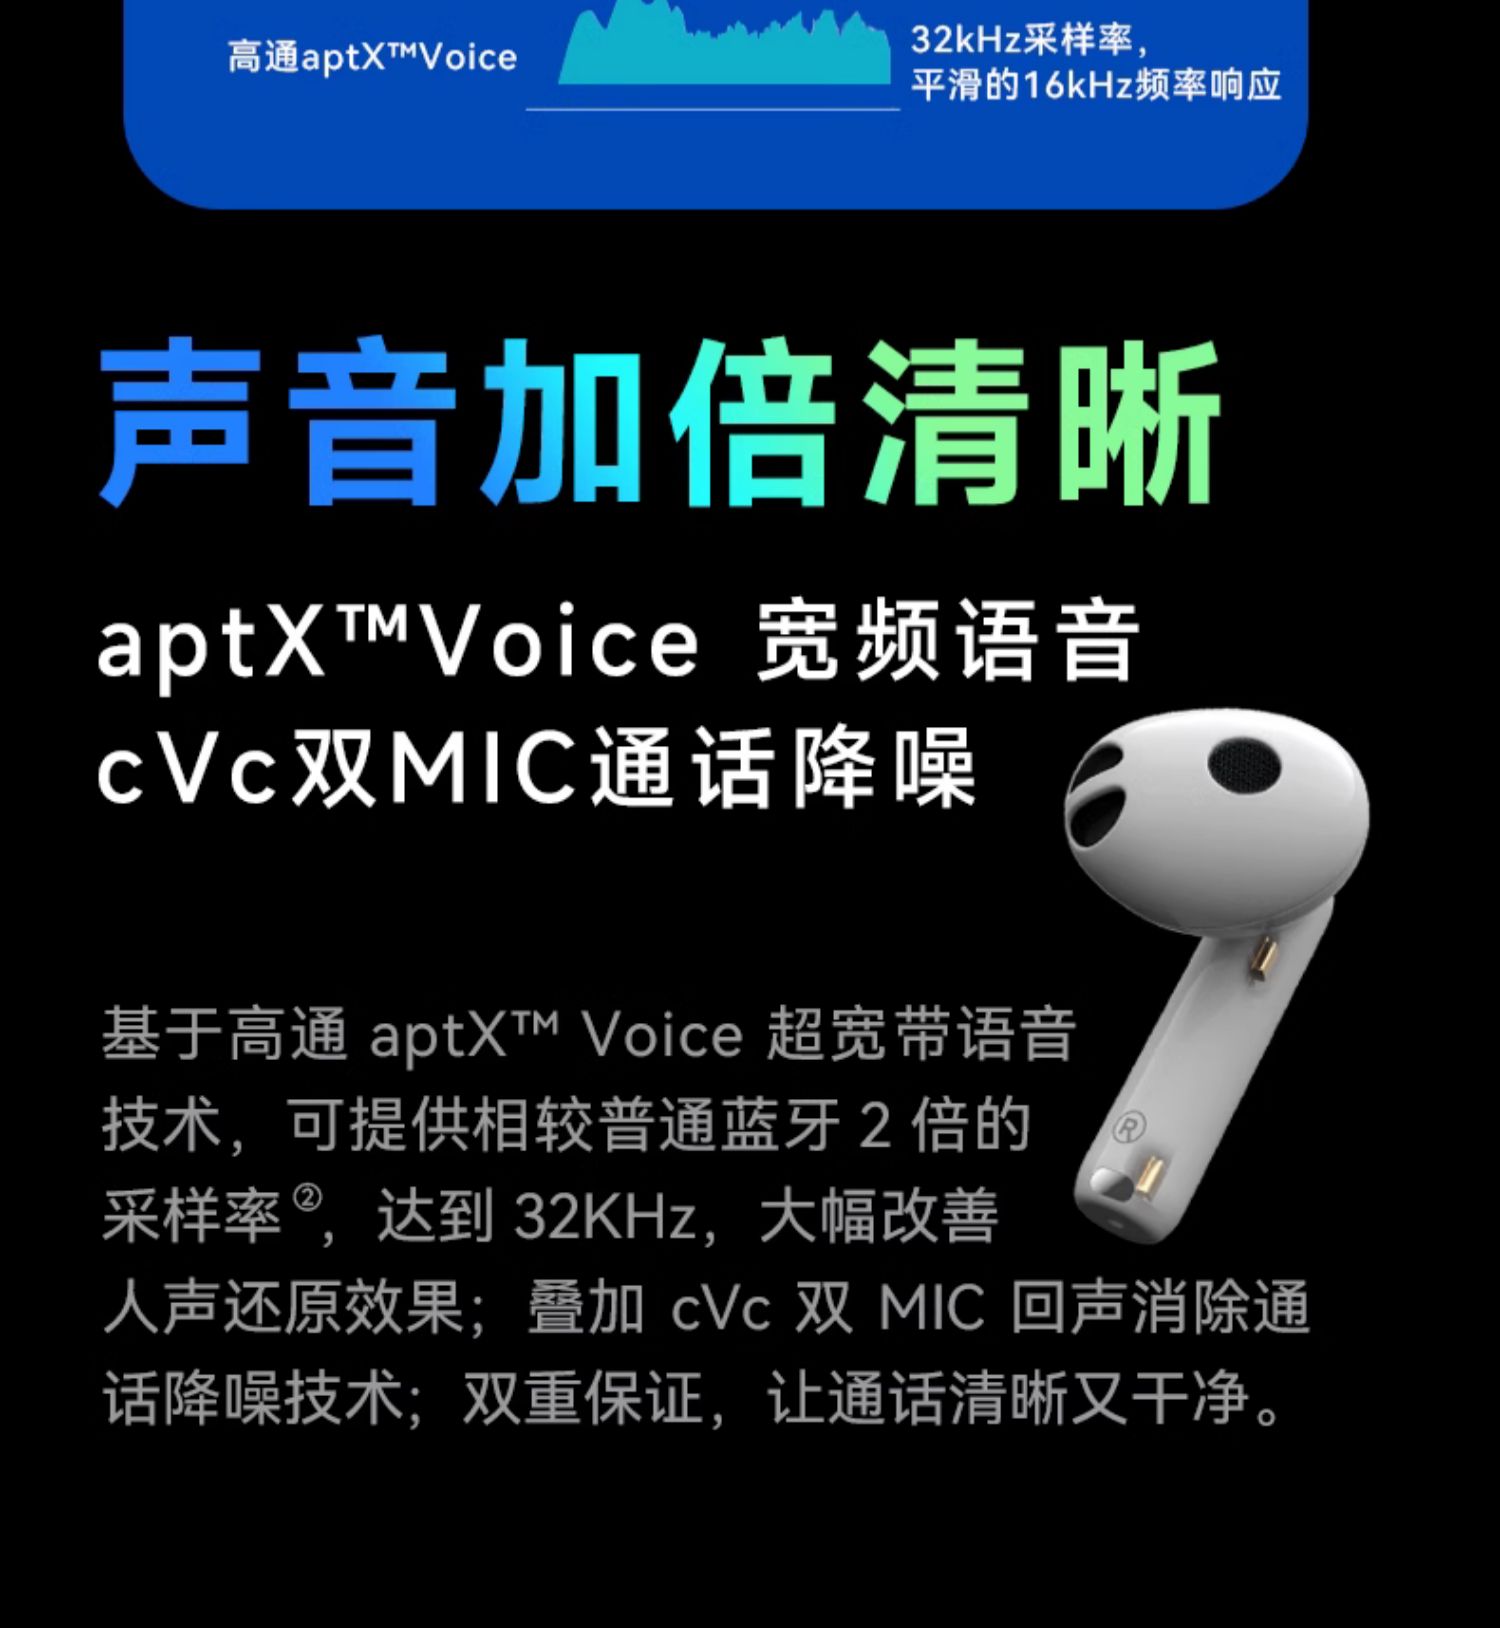 高通aptX™Voice
32kHz采样率，
平滑的16kHz频率响应
声音加倍清晰
aptX™Voice 宽频语音
cVc双MIC通话降噪
基于高通 aptX™ Voice 超宽带语音
技术，可提供相较普通蓝牙 2 倍的
采样率②，达到 32KHz，大幅改善
人声还原效果；叠加 cVc 双 MIC 回声消除通
话降噪技术；双重保证，让通话清晰又干净。
®